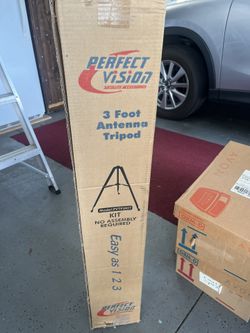 PERFECT
VISION
3 Foot
Antenna
Tripod
KIT
NO ASSEMBLY
REQUIRED
Easy as 1 2 3
PERFECT
VISION